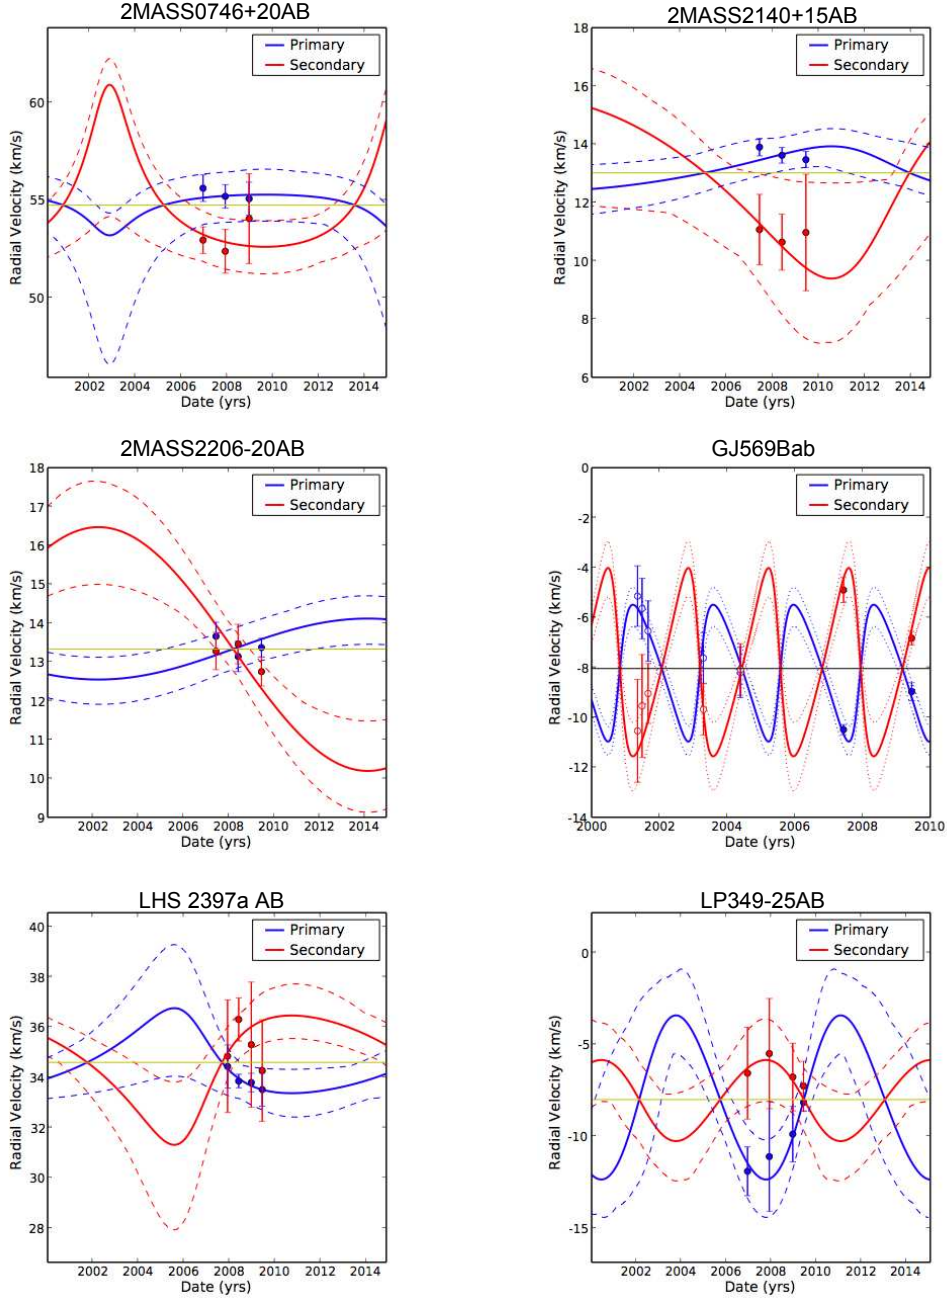 2MASS0746+20AB
Primary
Secondary
Radial Velocity (km/s)
60
55
50
2002 2004 2006 2008 2010 2012 2014
Date (yrs)
2MASS2140+15AB
Primary
Secondary
Radial Velocity (km/s)
18
16
14
12
10
8
6
2002 2004 2006 2008 2010 2012 2014
Date (yrs)
2MASS2206-20AB
Primary
Secondary
Radial Velocity (km/s)
18
17
16
15
14
13
12
11
10
9
2002 2004 2006 2008 2010 2012 2014
Date (yrs)
GJ569Bab
Primary
Secondary
Radial Velocity (km/s)
0
-2
-4
-6
-8
-10
-12
-14
2000 2002 2004 2006 2008 2010
Date (yrs)
LHS 2397a AB
Primary
Secondary
Radial Velocity (km/s)
40
38
36
34
32
30
28
2002 2004 2006 2008 2010 2012 2014
Date (yrs)
LP349-25AB
Primary
Secondary
Radial Velocity (km/s)
0
-5
-10
-15
2002 2004 2006 2008 2010 2012 2014
Date (yrs)